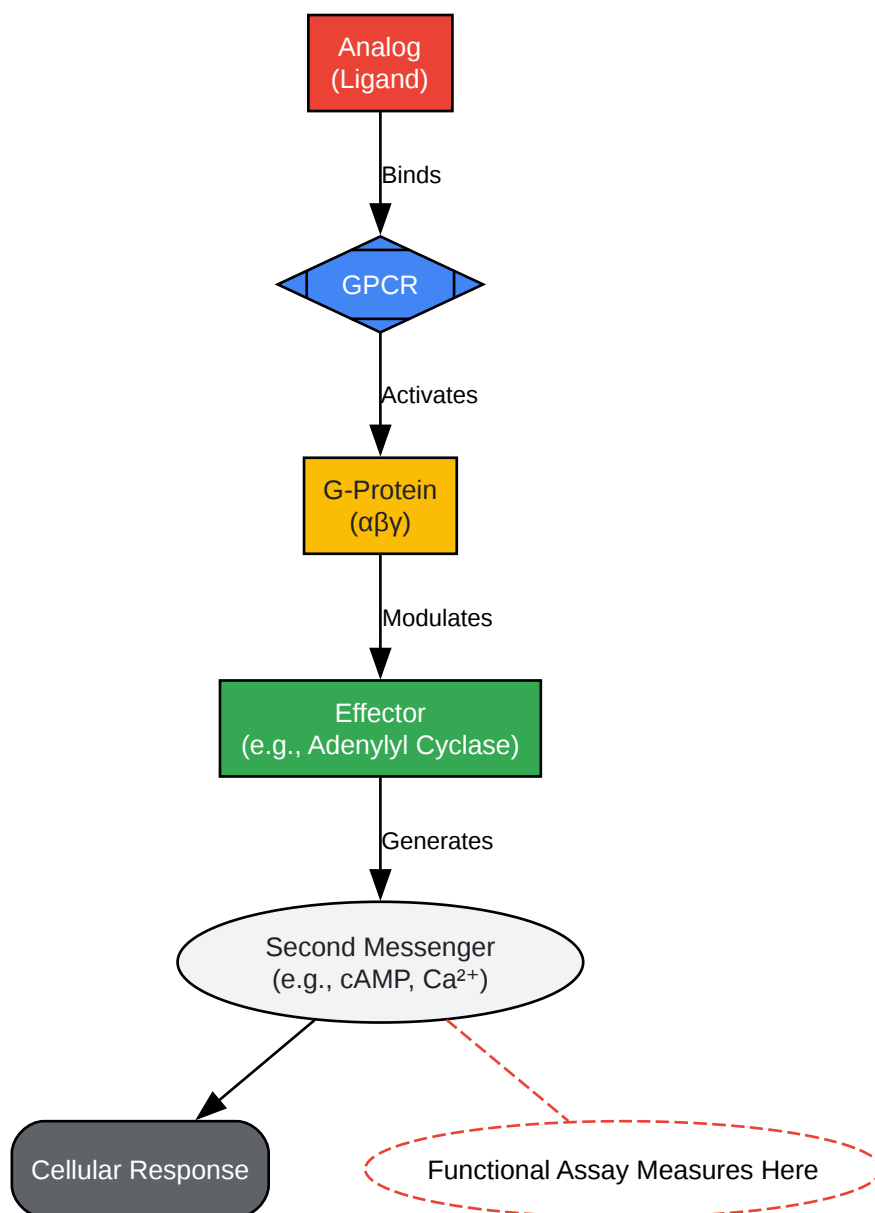 Analog
(Ligand)
Binds
GPCR
Activates
G-Protein
(αβγ)
Modulates
Effector
(e.g., Adenylyl Cyclase)
Generates
Second Messenger
(e.g., cAMP, Ca²⁺)
Cellular Response
Functional Assay Measures Here